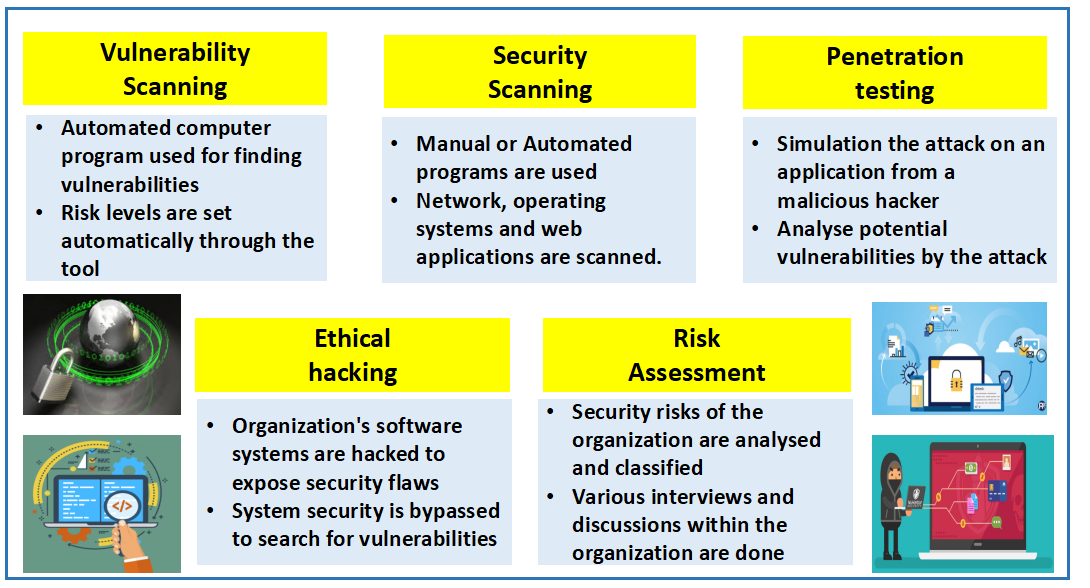 Vulnerability
Scanning
• Automated computer
program used for finding
vulnerabilities
• Risk levels are set
automatically through the
tool
Security
Scanning
• Manual or Automated
programs are used
• Network, operating
systems and web
applications are scanned.
Penetration
testing
• Simulation the attack on an
application from a
malicious hacker
• Analyse potential
vulnerabilities by the attack
Ethical
hacking
• Organization's software
systems are hacked to
expose security flaws
• System security is bypassed
to search for vulnerabilities
Risk
Assessment
• Security risks of the
organization are analysed
and classified
• Various interviews and
discussions within the
organization are done